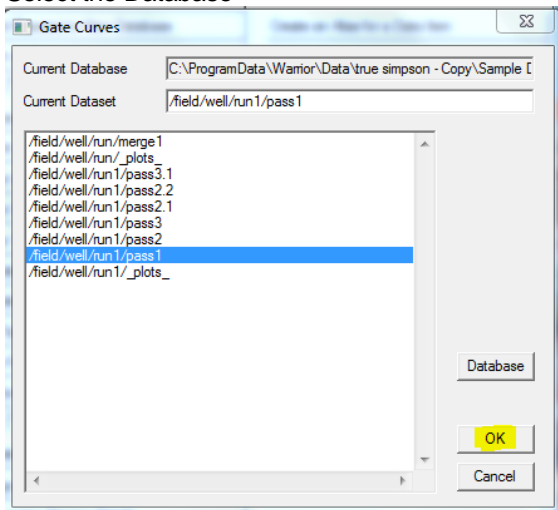 Select the Database
Gate Curves
Current Database C:\ProgramData\Warrior\Data\true simpson - Copy\Sample D
Current Dataset /field/well/run1/pass1
/field/well/run/merge1
/field/well/run/_plots_
/field/well/run1/pass3.1
/field/well/run1/pass2.2
/field/well/run1/pass2.1
/field/well/run1/pass3
/field/well/run1/pass2
/field/well/run1/pass1
/field/well/run1/_plots_
Database
OK
Cancel